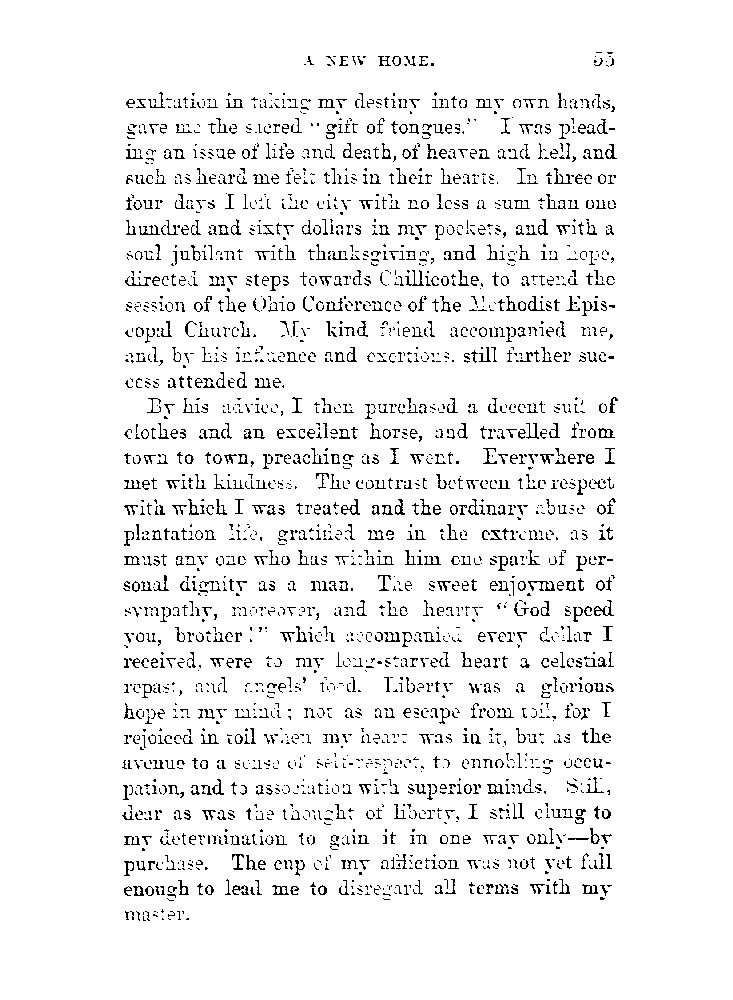 A NEW HOME. 55
exultation in taking my destiny into my own hands,
gave me the sacred "gift of tongues." I was plead-
ing an issue of life and death, of heaven and hell, and
such as heard me felt this in their hearts. In three or
four days I left the city with no less a sum than one
hundred and sixty dollars in my pockets, and with a
soul jubilant with thanksgiving, and high in hope,
directed my steps towards Chillicothe, to attend the
session of the Ohio Conference of the Methodist Epis-
copal Church. My kind friend accompanied me,
and, by his influence and exertions, still further suc-
cess attended me.
By his advice, I then purchased a decent suit of
clothes and an excellent horse, and travelled from
town to town, preaching as I went. Everywhere I
met with kindness. The contrast between the respect
with which I was treated and the ordinary abuse of
plantation life, gratified me in the extreme, as it
must any one who has within him one spark of per-
sonal dignity as a man. The sweet enjoyment of
sympathy, moreover, and the hearty "God speed
you, brother!" which accompanied every dollar I
received, were to my long-starved heart a celestial
repast, and angels' food. Liberty was a glorious
hope in my mind; not as an escape from toil, for I
rejoiced in toil when my heart was in it, but as the
avenue to a sense of self-respect, to ennobling occu-
pation, and to association with superior minds. Still,
dear as was the thought of liberty, I still clung to
my determination to gain it in one way only—by
purchase. The cup of my affliction was not yet full
enough to lead me to disregard all terms with my
master.